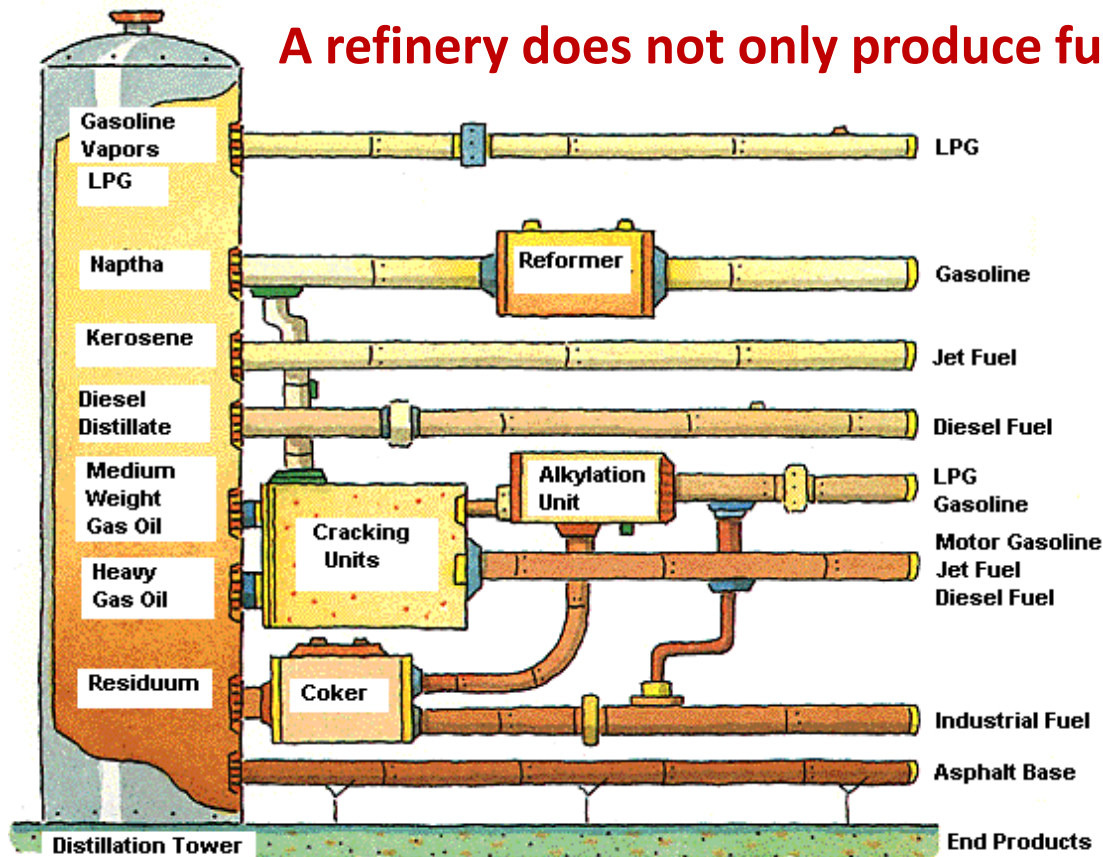 A refinery does not only produce fu
Gasoline
Vapors
LPG
LPG
Naptha
Reformer
Gasoline
Kerosene
Jet Fuel
Diesel
Distillate
Diesel Fuel
Medium
Weight
Gas Oil
Alkylation
Unit
LPG
Gasoline
Cracking
Units
Motor Gasoline
Jet Fuel
Diesel Fuel
Heavy
Gas Oil
Residuum
Coker
Industrial Fuel
Asphalt Base
Distillation Tower
End Products